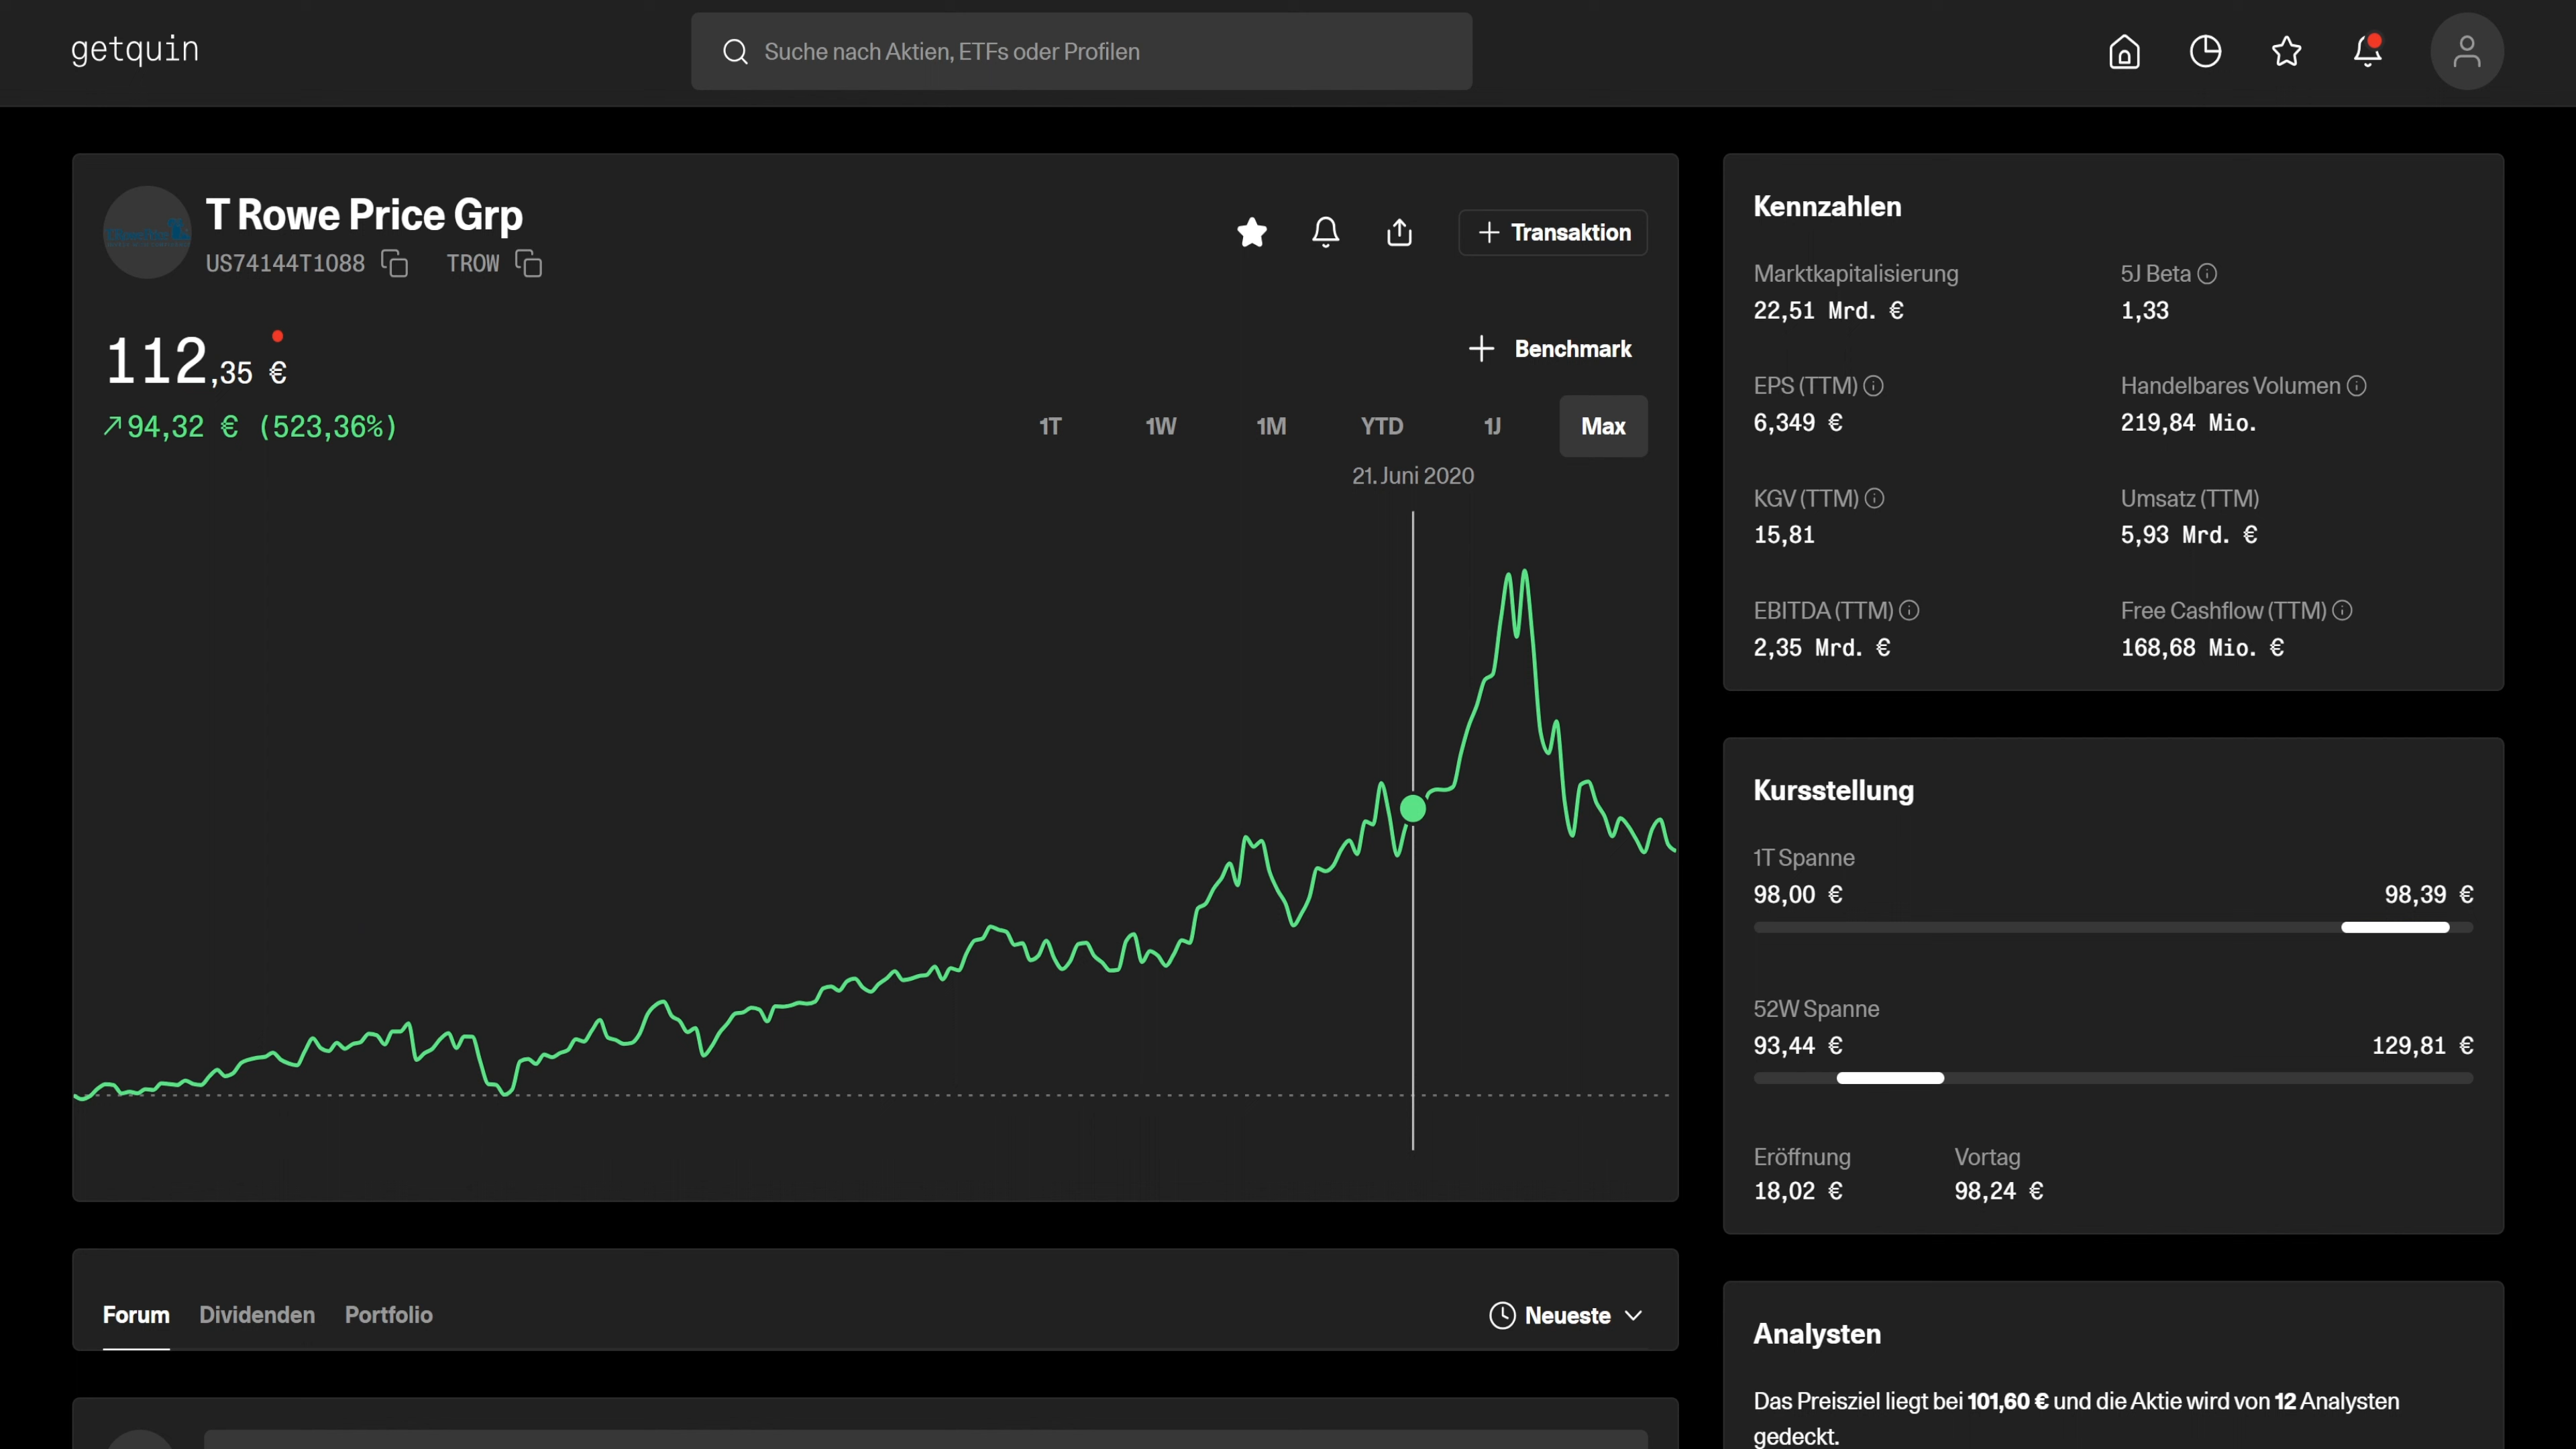 getquin
Suche nach Aktien, ETFs oder Profilen
T Rowe Price Grp
US74144T1088 TROW
Transaktion
112,35 €
94,32 € (523,36%)
Benchmark
1T 1W 1M YTD 1J Max
21. Juni 2020
Forum Dividenden Portfolio
Neueste
Kennzahlen
Marktkapitalisierung 5J Beta
22,51 Mrd. € 1,33
EPS (TTM) Handelbares Volumen
6,349 € 219,84 Mio.
KGV (TTM) Umsatz (TTM)
15,81 5,93 Mrd. €
EBITDA (TTM) Free Cashflow (TTM)
2,35 Mrd. € 168,68 Mio. €
Kursstellung
1T Spanne
98,00 € 98,39 €
52W Spanne
93,44 € 129,81 €
Eröffnung Vortag
18,02 € 98,24 €
Analysten
Das Preisziel liegt bei 101,60 € und die Aktie wird von 12 Analysten
gedeckt.